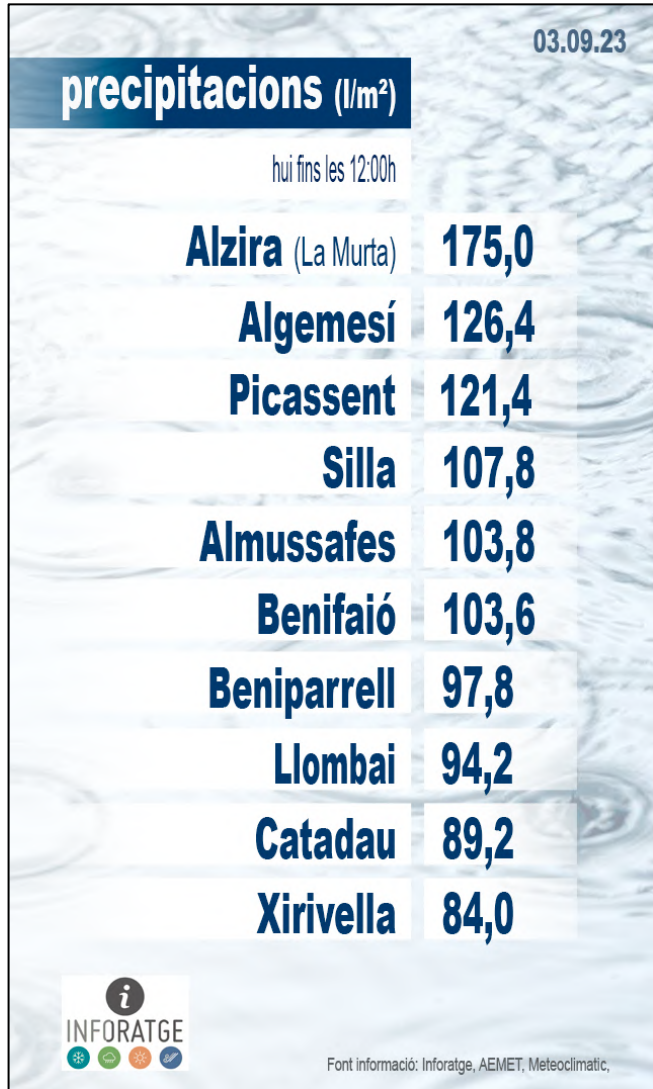 03.09.23
precipitacions (l/m²)
hui fins les 12:00h
Alzira (La Murta) 175,0
Algemesí 126,4
Picassent 121,4
Silla 107,8
Almussafes 103,8
Benifaió 103,6
Beniparrell 97,8
Llombai 94,2
Catadau 89,2
Xirivella 84,0
i
INFORATGE
Font informació: Inforatge, AEMET, Meteoclimatic,